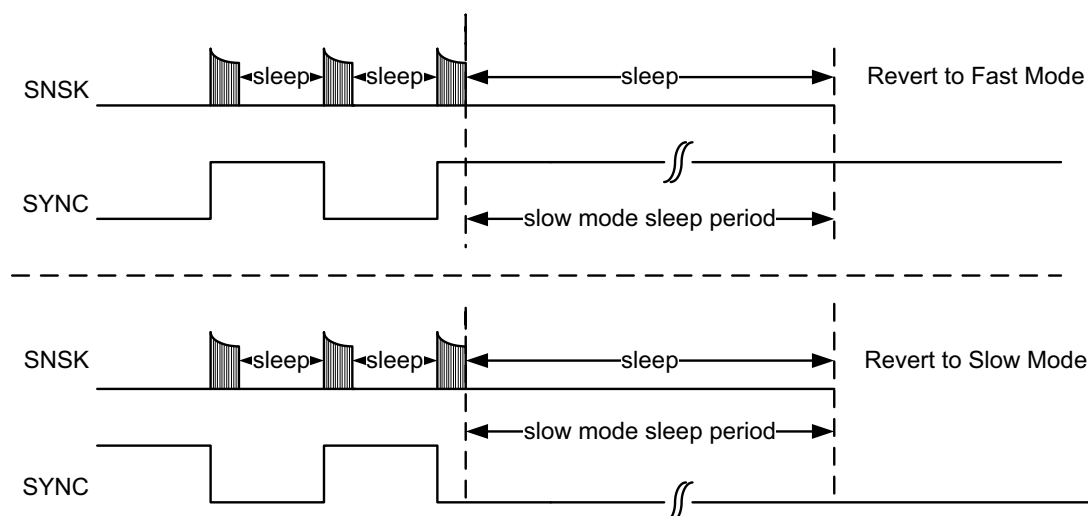 SNSK
sleep
sleep
sleep
Revert to Fast Mode
SYNC
slow mode sleep period
SNSK
sleep
sleep
sleep
Revert to Slow Mode
slow mode sleep period
SYNC